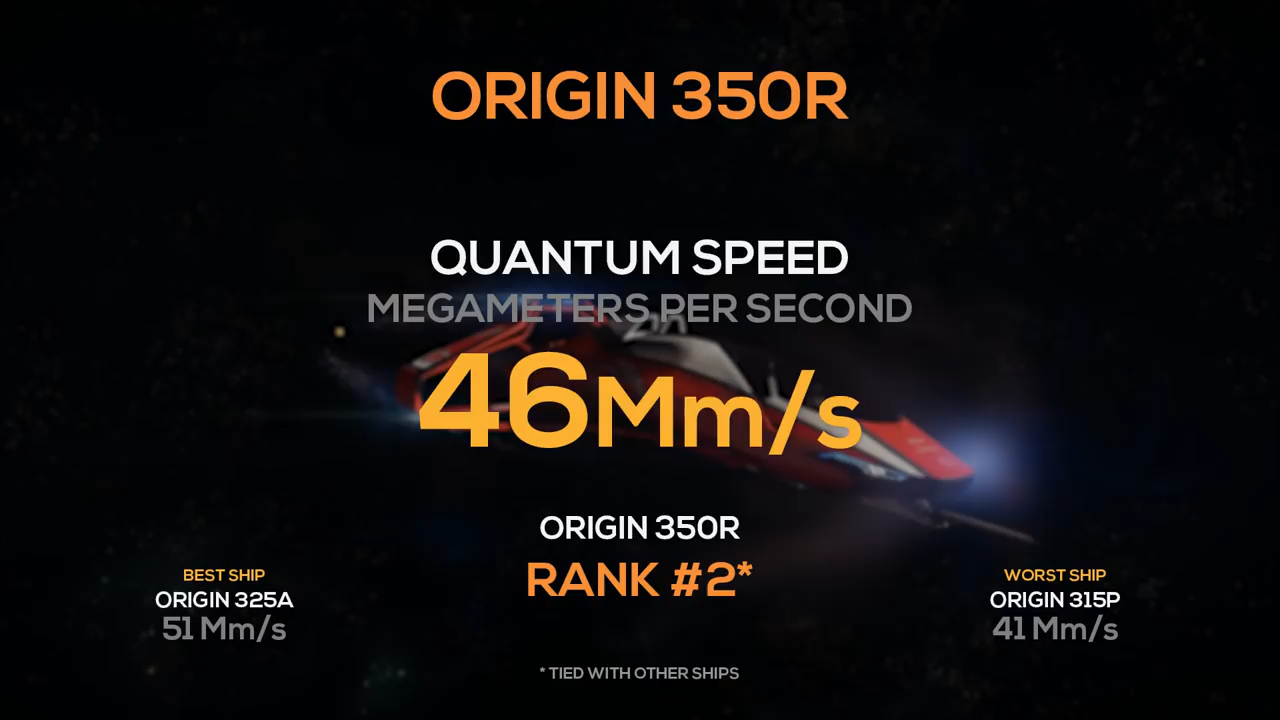 ORIGIN 350R
QUANTUM SPEED
MEGAMETERS PER SECOND
46Mm/s
ORIGIN 350R
RANK #2*
BEST SHIP
ORIGIN 325A
51 Mm/s
WORST SHIP
ORIGIN 315P
41 Mm/s
* TIED WITH OTHER SHIPS